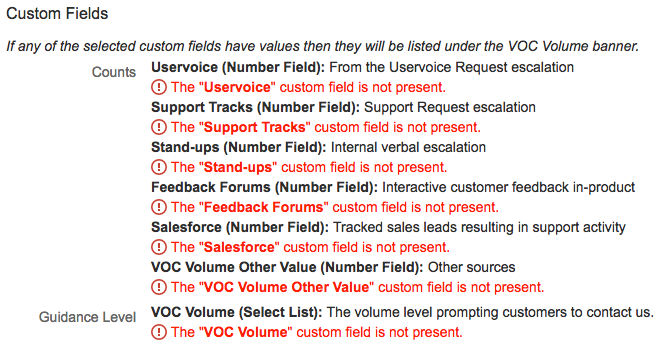 Custom Fields
If any of the selected custom fields have values then they will be listed under the VOC Volume banner.
Counts Uservoice (Number Field): From the Uservoice Request escalation
The "Uservoice" custom field is not present.
Support Tracks (Number Field): Support Request escalation
The "Support Tracks" custom field is not present.
Stand-ups (Number Field): Internal verbal escalation
The "Stand-ups" custom field is not present.
Feedback Forums (Number Field): Interactive customer feedback in-product
The "Feedback Forums" custom field is not present.
Salesforce (Number Field): Tracked sales leads resulting in support activity
The "Salesforce" custom field is not present.
VOC Volume Other Value (Number Field): Other sources
The "VOC Volume Other Value" custom field is not present.
Guidance Level VOC Volume (Select List): The volume level prompting customers to contact us.
The "VOC Volume" custom field is not present.